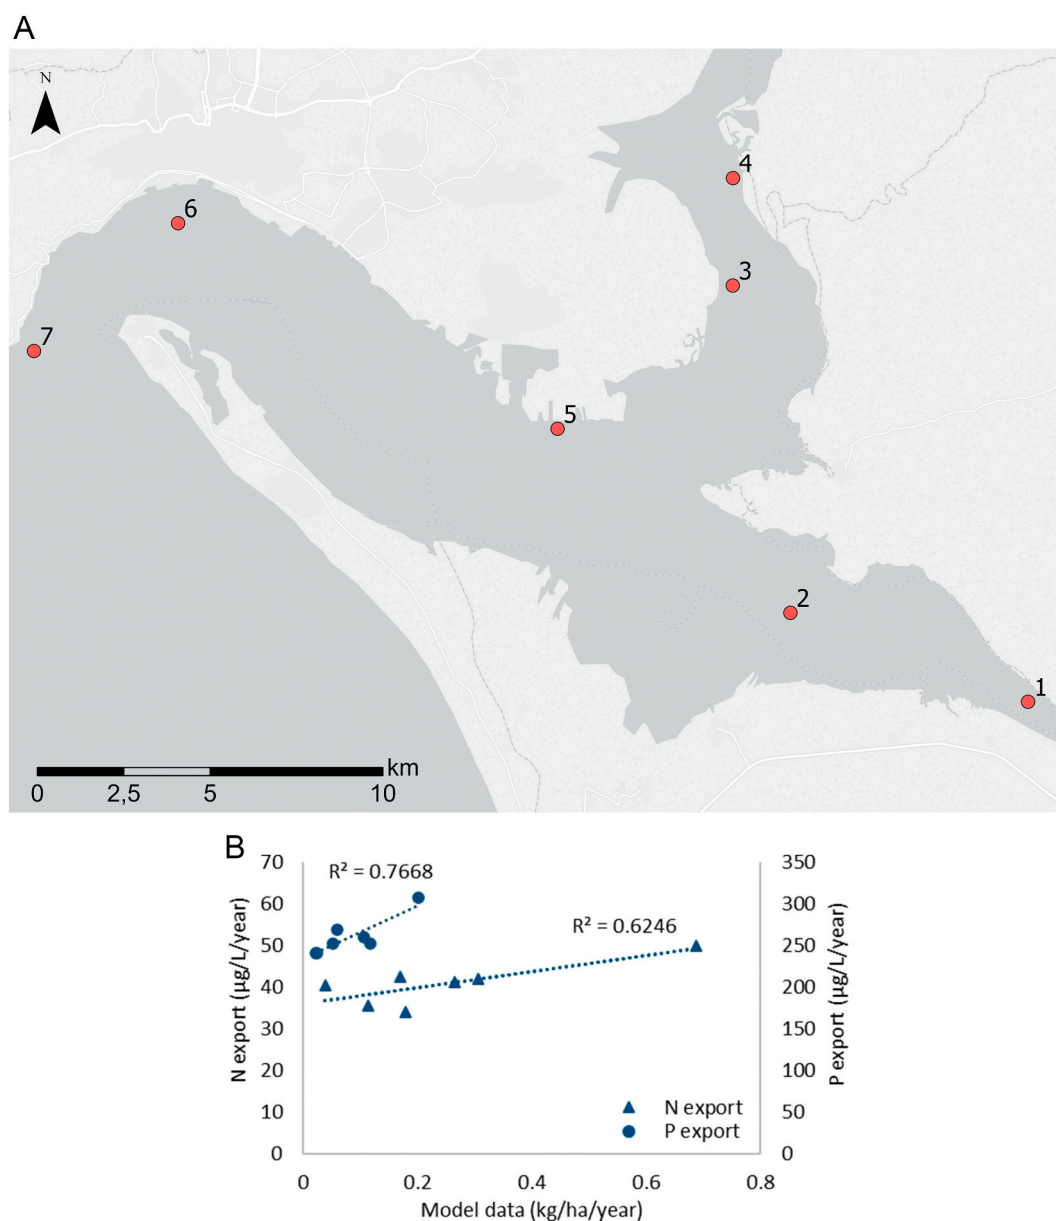 A
N
4
6
3
7
5
2
1
km
0 2,5 5 10
B
70 350
R² = 0.7668
60 300
R² = 0.6246
50 250
40 200
30 150
20 100
N export
10 50
P export
0 0
0 0.2 0.4 0.6 0.8
Model data (kg/ha/year)
N export (µg/L/year)
P export (µg/L/year)